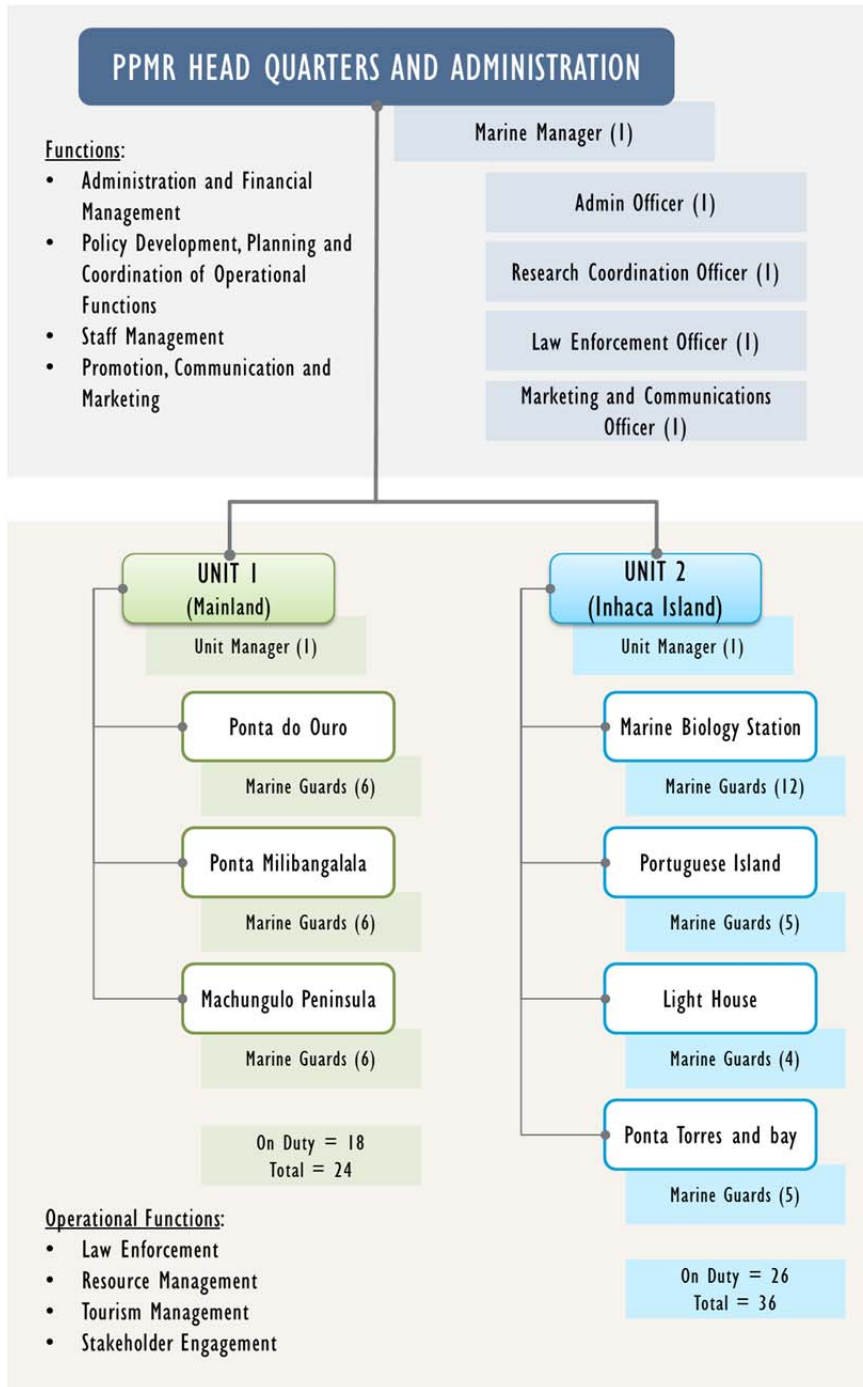 PPMR HEAD QUARTERS AND ADMINISTRATION
Marine Manager (1)
Functions:
• Administration and Financial
Management
• Policy Development, Planning and
Coordination of Operational
Functions
• Staff Management
• Promotion, Communication and
Marketing
Admin Officer (1)
Research Coordination Officer (1)
Law Enforcement Officer (1)
Marketing and Communications
Officer (1)
UNIT 1
(Mainland)
Unit Manager (1)
Ponta do Ouro
Marine Guards (6)
Ponta Milibangalala
Marine Guards (6)
Machungulo Peninsula
Marine Guards (6)
On Duty = 18
Total = 24
UNIT 2
(Inhaca Island)
Unit Manager (1)
Marine Biology Station
Marine Guards (12)
Portuguese Island
Marine Guards (5)
Light House
Marine Guards (4)
Ponta Torres and bay
Marine Guards (5)
On Duty = 26
Total = 36
Operational Functions:
• Law Enforcement
• Resource Management
• Tourism Management
• Stakeholder Engagement